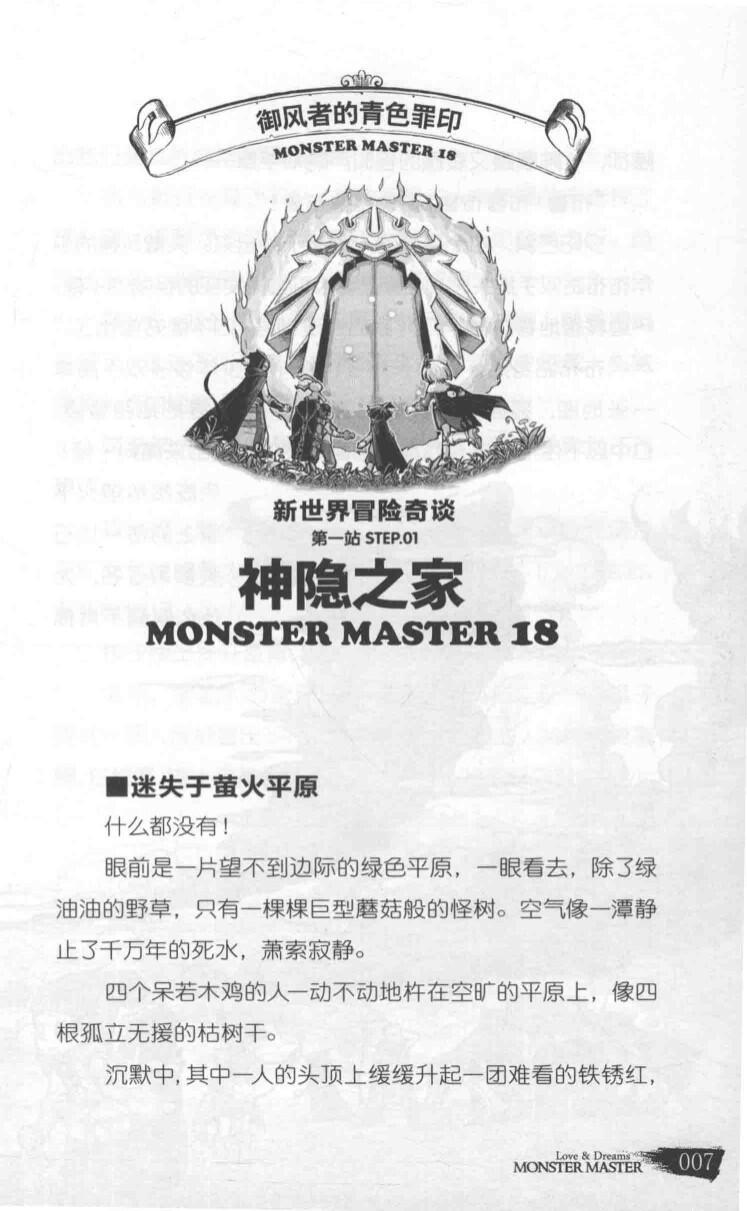 御风者的青色罪印
MONSTER MASTER 18
新世界冒险奇谈
第一站 STEP.01
神隐之家
MONSTER MASTER 18
■迷失于萤火平原
什么都没有！
眼前是一片望不到边际的绿色平原，一眼看去，除了绿
油油的野草，只有一棵棵巨型蘑菇般的怪树。空气像一潭静
止了千万年的死水，萧索寂静。
四个呆若木鸡的人一动不动地杵在空旷的平原上，像四
根孤立无援的枯树干。
沉默中，其中一人的头顶上缓缓升起一团难看的铁锈红，
Love & Dreams
MONSTER MASTER 007